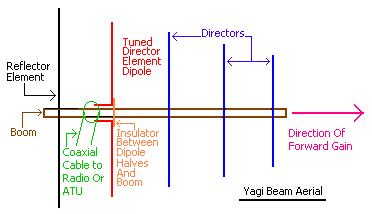 Reflector
Element
Tuned
Director
Element
Dipole
Directors
Boom
Coaxial
Cable to
Radio Or
ATU
Insulator
Between
Dipole
Halves
And
Boom
Direction Of
Forward Gain
Yagi Beam Aerial